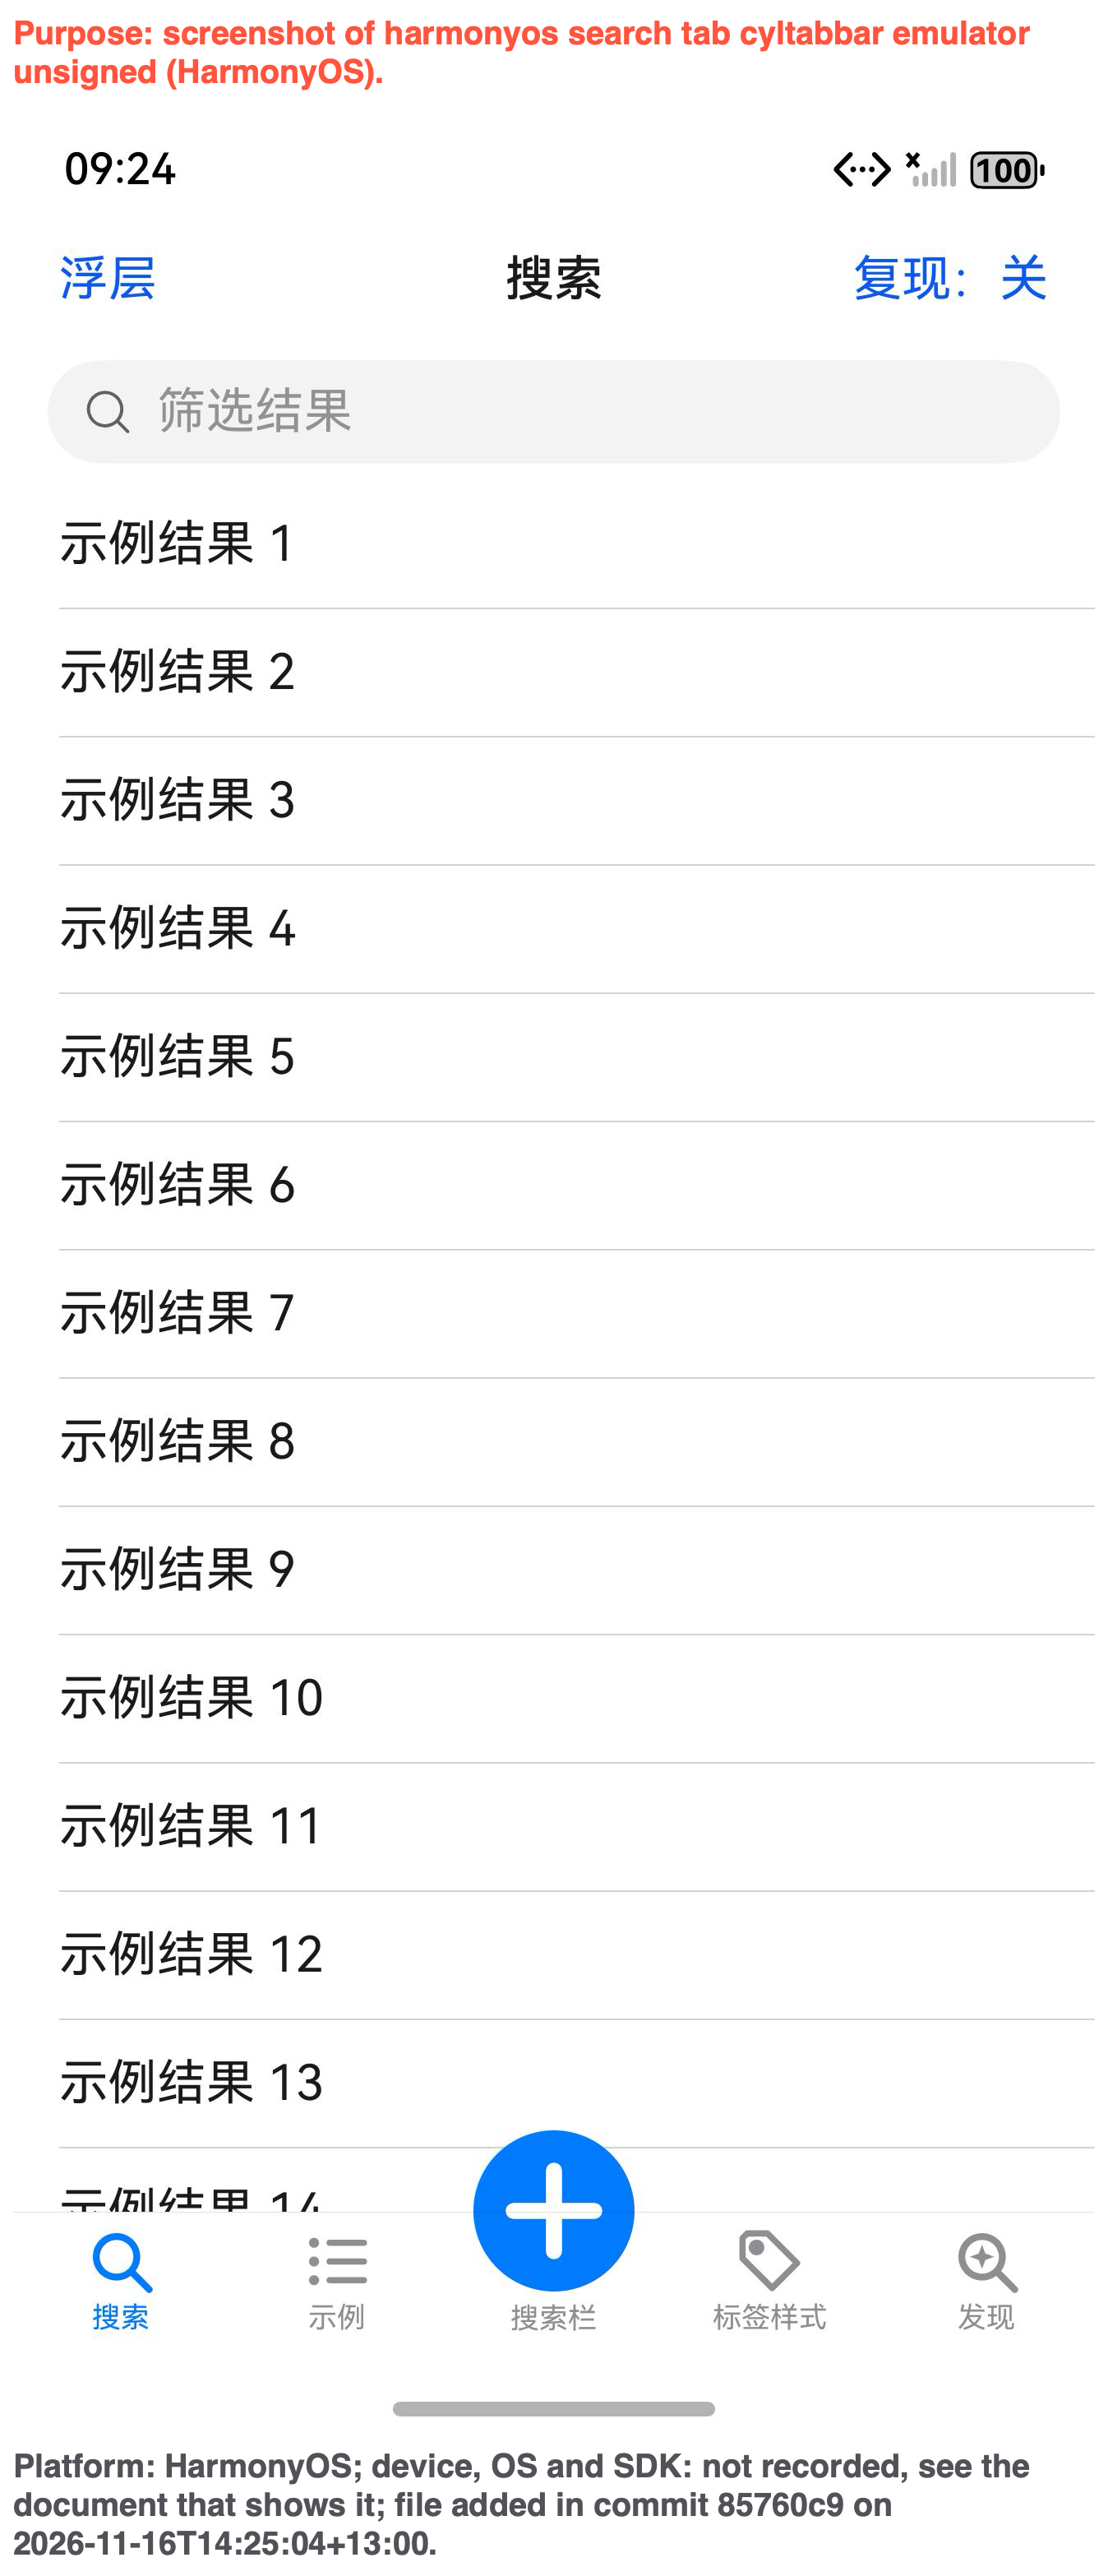 Purpose: screenshot of harmonyos search tab cyltabbar emulator
unsigned (HarmonyOS).
09:24
100
浮层
搜索
复现：关
筛选结果
示例结果 1
示例结果 2
示例结果 3
示例结果 4
示例结果 5
示例结果 6
示例结果 7
示例结果 8
示例结果 9
示例结果 10
示例结果 11
示例结果 12
示例结果 13
示例结果 14
搜索
示例
搜索栏
标签样式
发现
Platform: HarmonyOS; device, OS and SDK: not recorded, see the
document that shows it; file added in commit 85760c9 on
2026-11-16T14:25:04+13:00.